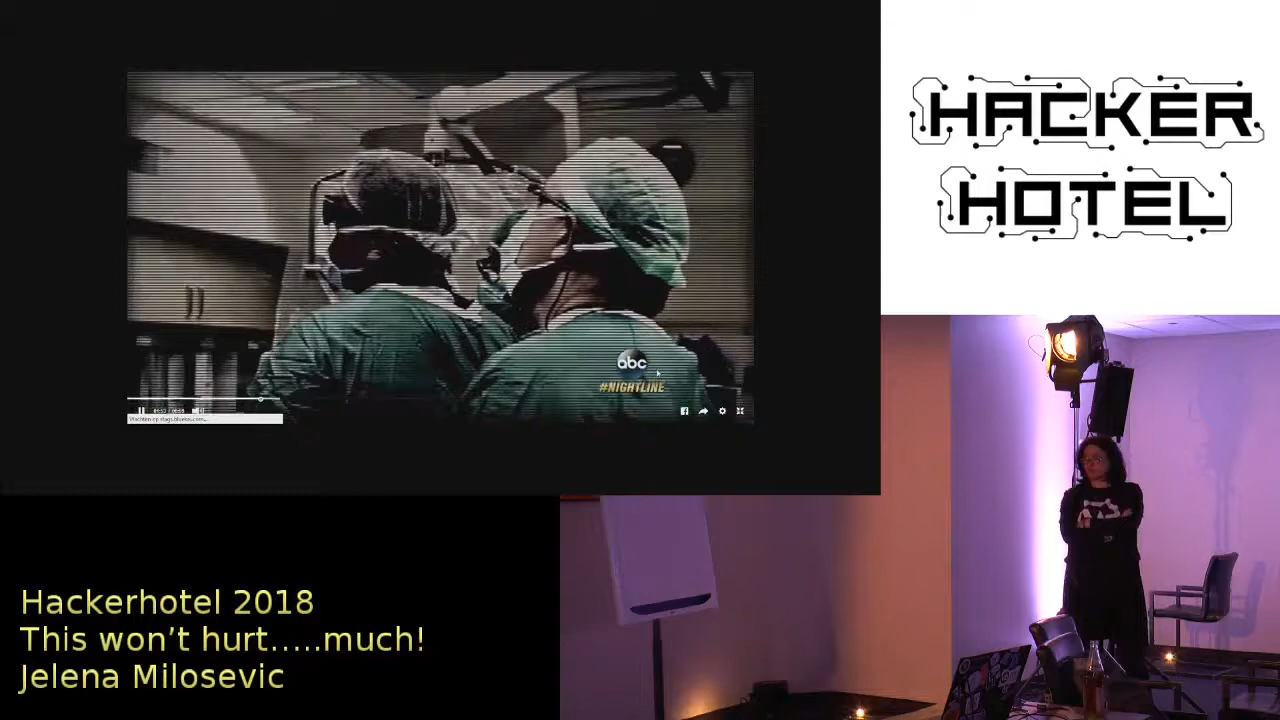 HACKER
HOTEL
abc
#NIGHTLINE
Hackerhotel 2018
This won't hurt.....much!
Jelena Milosevic